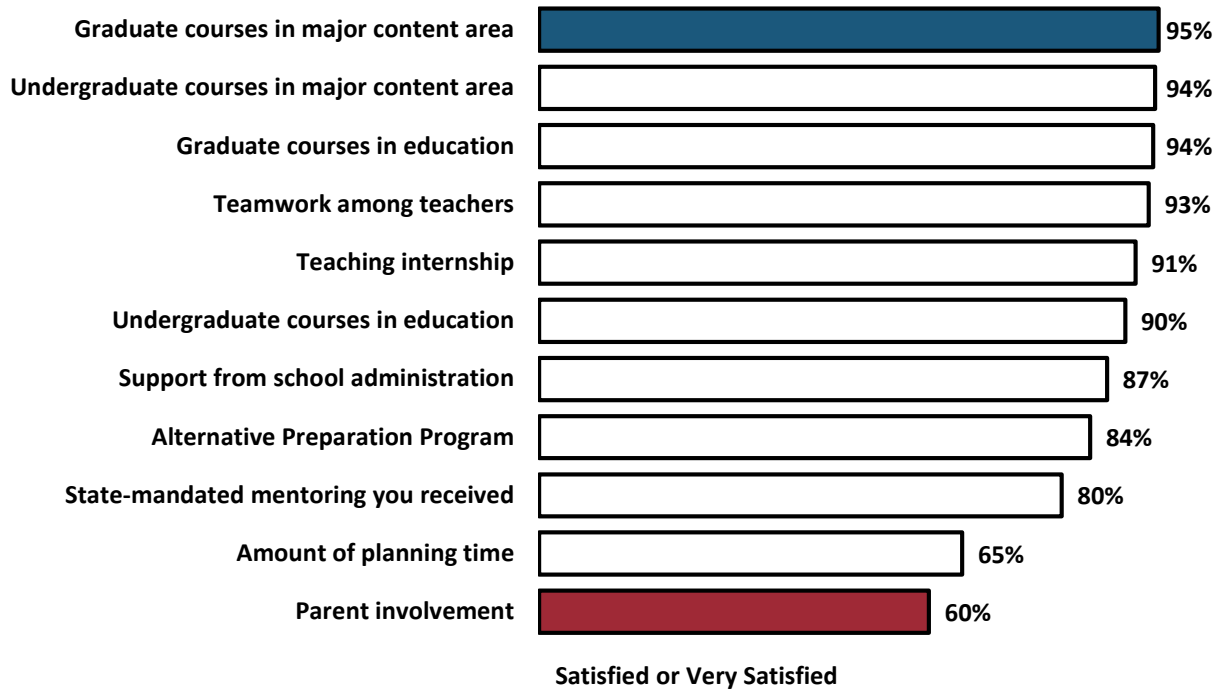 Graduate courses in major content area 95%
Undergraduate courses in major content area 94%
Graduate courses in education 94%
Teamwork among teachers 93%
Teaching internship 91%
Undergraduate courses in education 90%
Support from school administration 87%
Alternative Preparation Program 84%
State-mandated mentoring you received 80%
Amount of planning time 65%
Parent involvement 60%
Satisfied or Very Satisfied